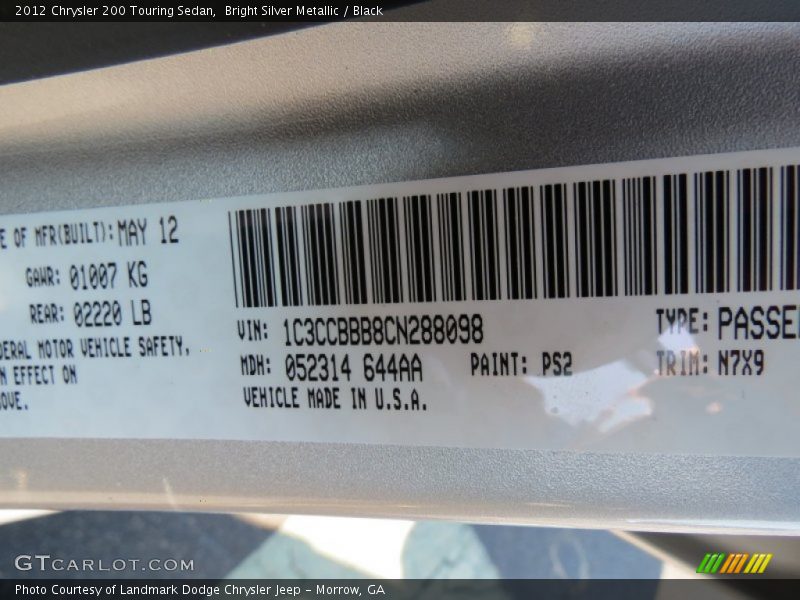 2012 Chrysler 200 Touring Sedan, Bright Silver Metallic / Black
E OF MFR(BUILT): MAY 12
GAWR: 01007 KG
REAR: 02220 LB
DERAL MOTOR VEHICLE SAFETY,
N EFFECT ON
OVE.
VIN: 1C3CCBBB8CN288098
TYPE: PASSE
MDH: 052314 644AA
PAINT: PS2
TRIM: N7X9
VEHICLE MADE IN U.S.A.
GTCARLOT.COM
Photo Courtesy of Landmark Dodge Chrysler Jeep - Morrow, GA